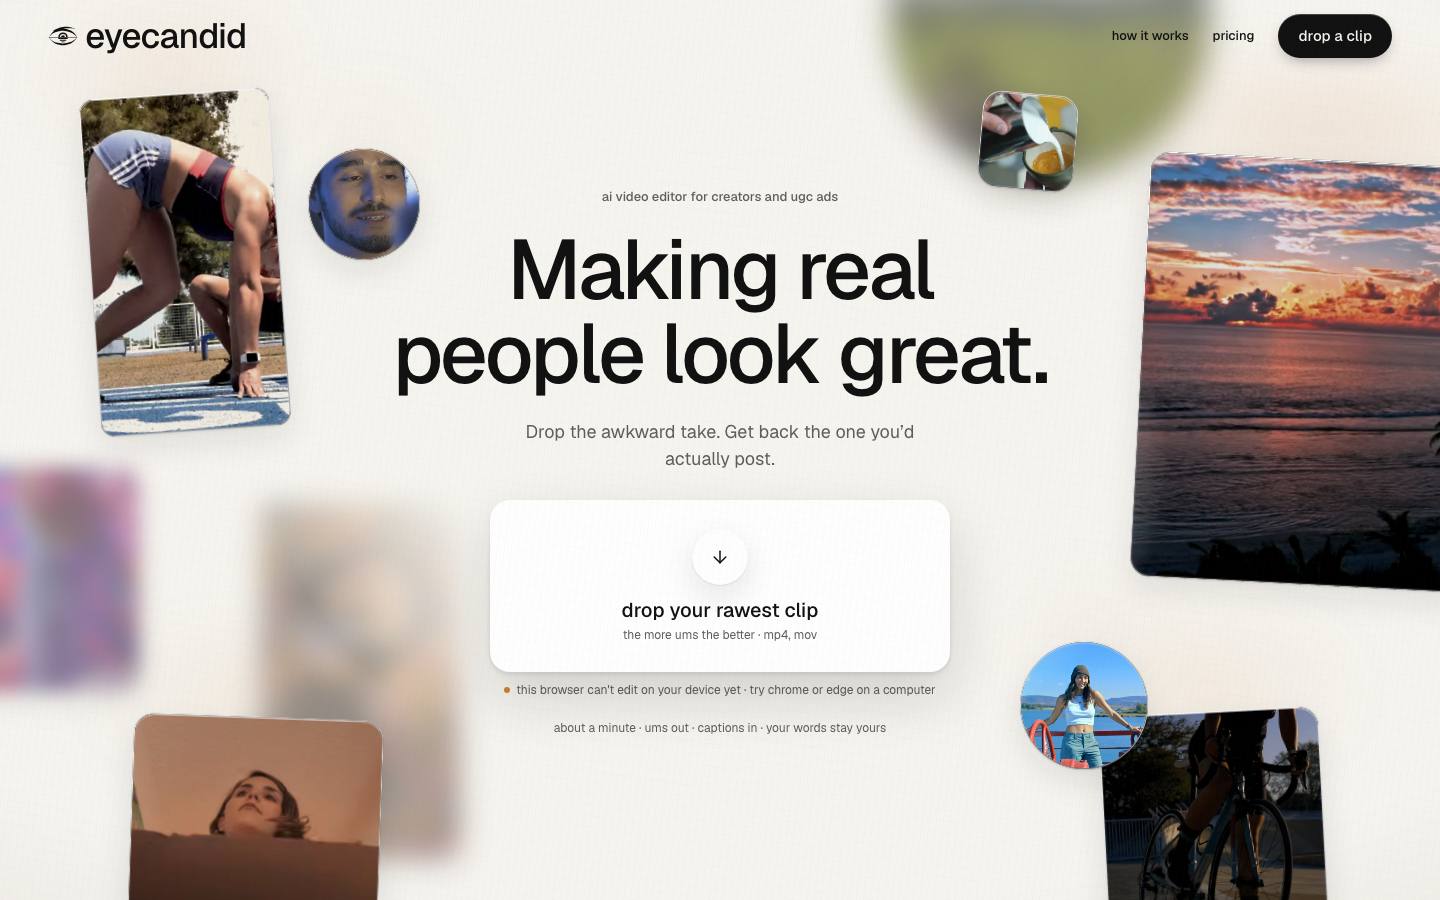 eyecandid
how it works
pricing
drop a clip
ai video editor for creators and ugc ads
Making real
people look great.
Drop the awkward take. Get back the one you’d
actually post.
drop your rawest clip
the more ums the better · mp4, mov
this browser can't edit on your device yet · try chrome or edge on a computer
about a minute · ums out · captions in · your words stay yours